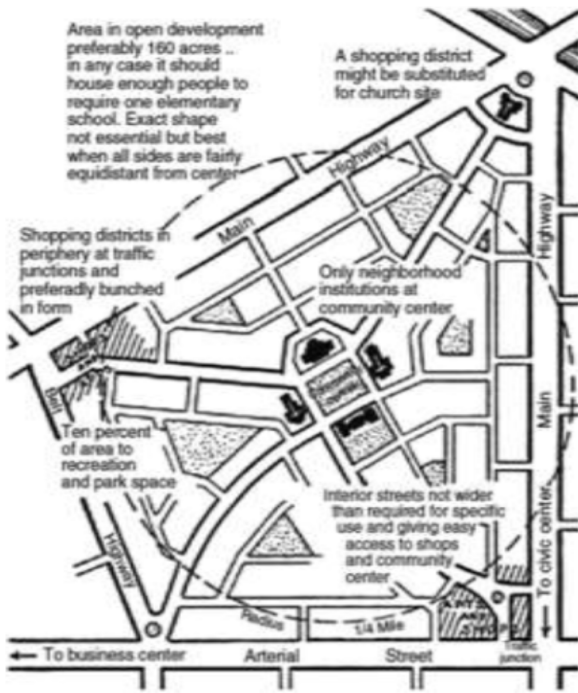 Area in open development
preferably 160 acres ..
in any case it should
house enough people to
require one elementary
school. Exact shape
not essential but best
when all sides are fairly
equidistant from center
A shopping district
might be substituted
for church site
Main
Highway
Highway
Shopping districts in
periphery at traffic
junctions and
preferadly bunched
in form
Only neighborhood
institutions at
community center
Belt
Ten percent
of area to
recreation
and park space
Main
Interior streets not wider
than required for specific
use and giving easy
access to shops
and community
center
Highway
To civic center
Radius
1/4 Mile
To business center
Arterial
Street
Traffic
junction